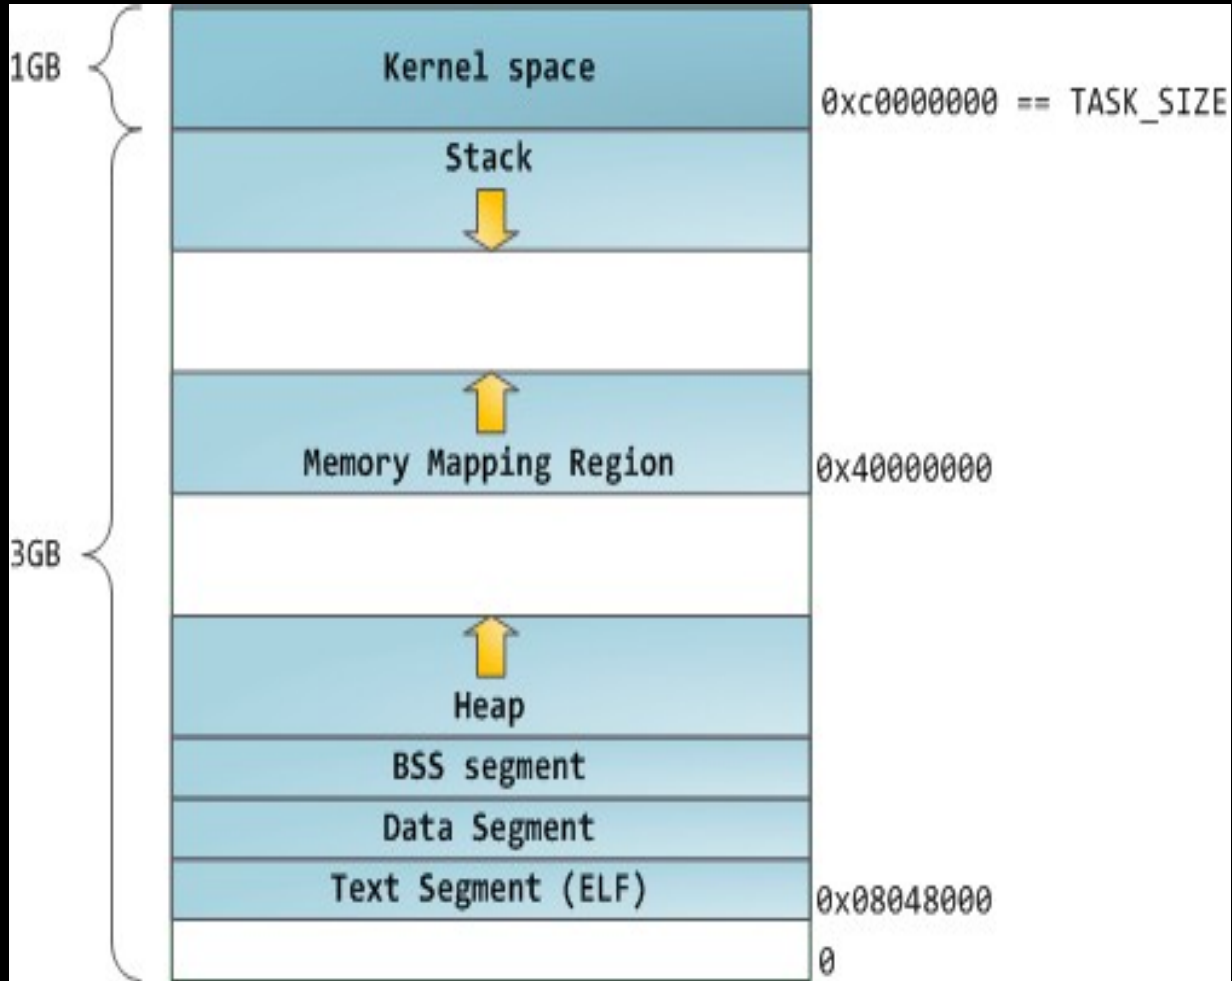 1GB
Kernel space
0xc0000000 == TASK_SIZE
Stack
Memory Mapping Region
0x40000000
3GB
Heap
BSS segment
Data Segment
Text Segment (ELF)
0x08048000
0